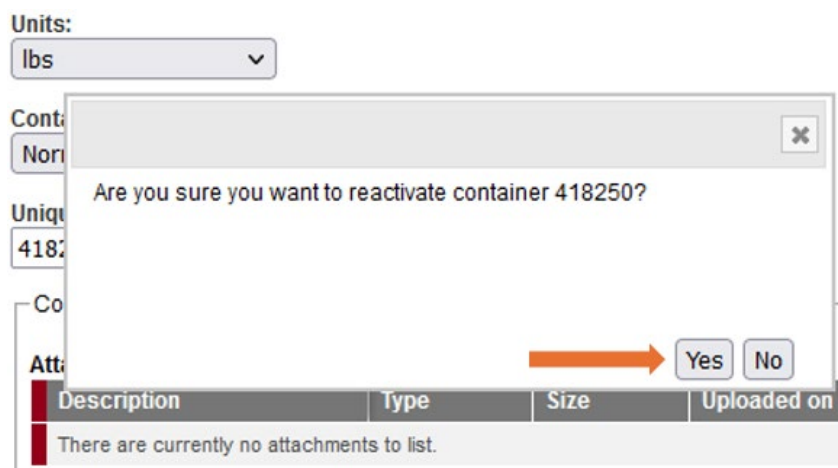 Units:
lbs
Are you sure you want to reactivate container 418250?
Yes No
Description Type Size Uploaded on
There are currently no attachments to list.